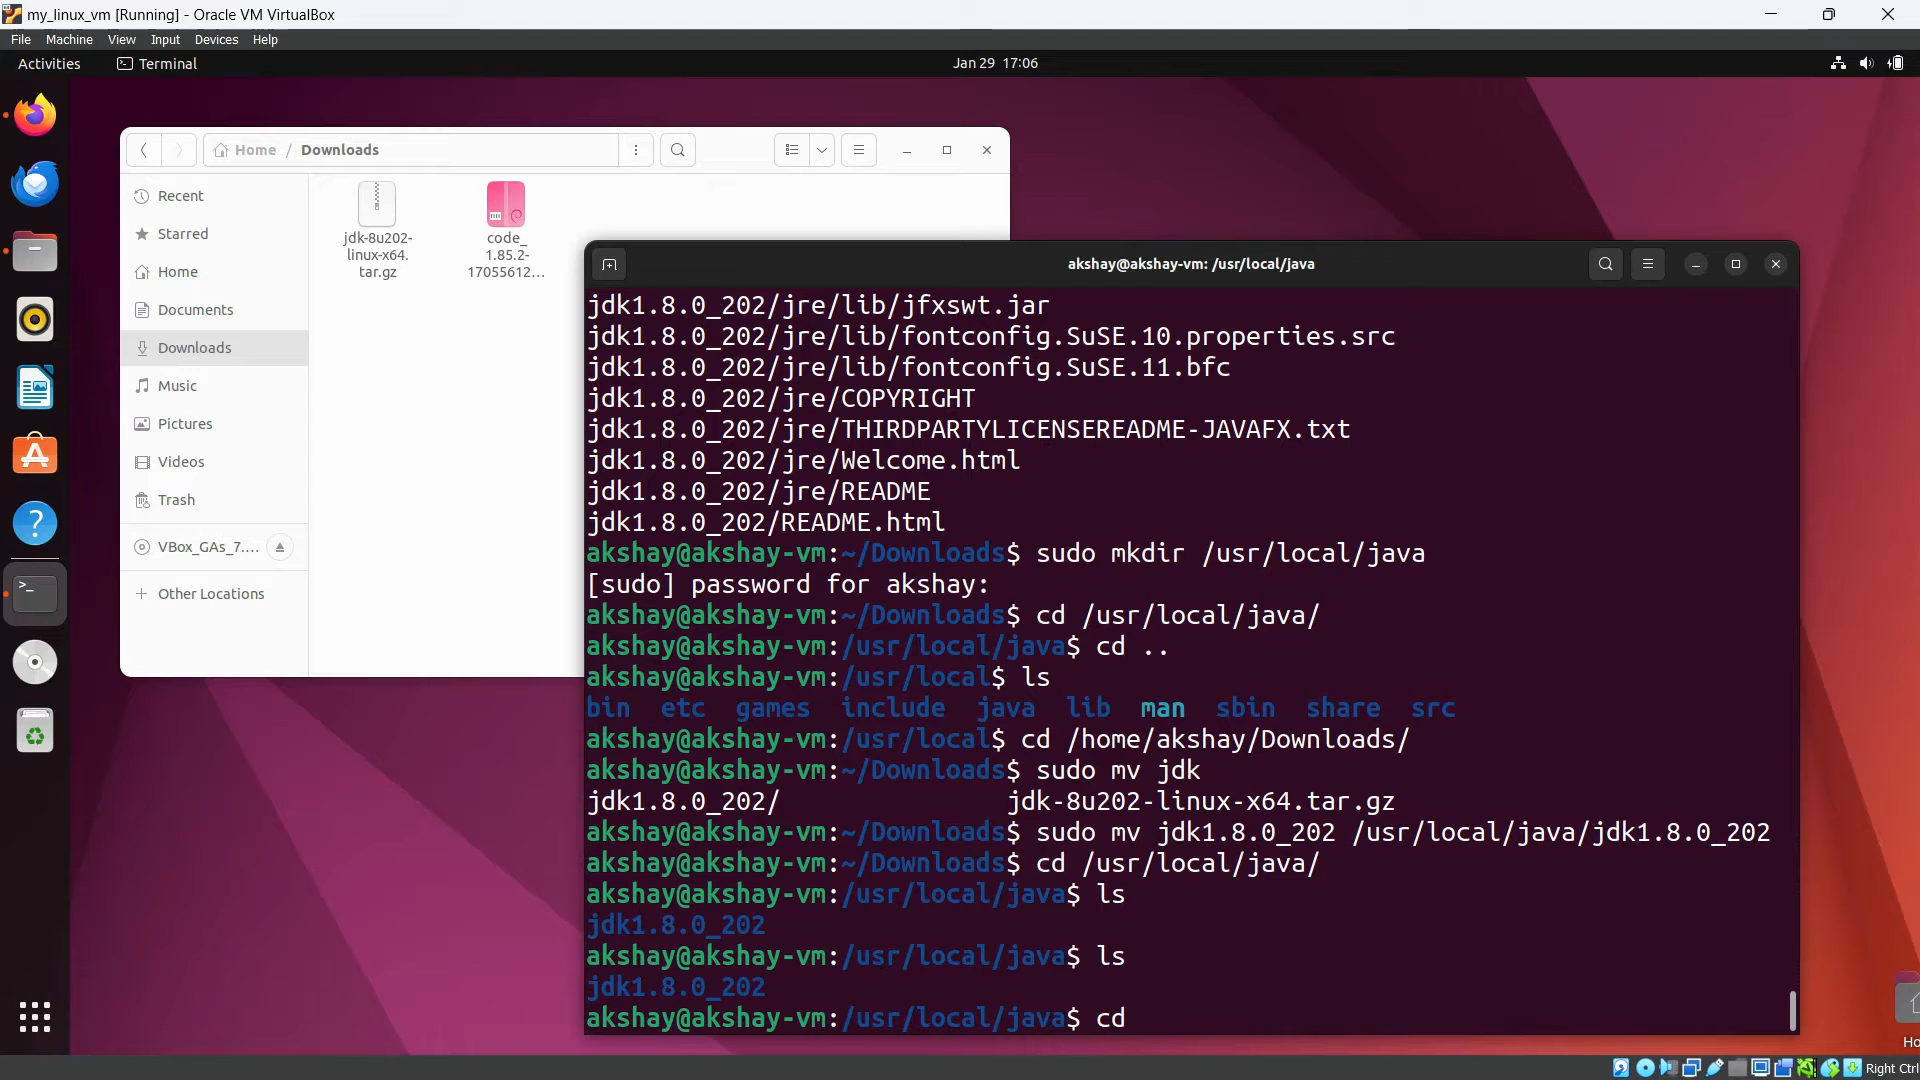 my_linux_vm [Running] - Oracle VM VirtualBox
File Machine View Input Devices Help
Activities Terminal Jan 29 17:06
Home / Downloads
Recent
Starred
Home
Documents
Downloads
Music
Pictures
Videos
Trash
VBox_GAs_7....
Other Locations
jdk-8u202-
linux-x64.
tar.gz
code_
1.85.2-
17055612...
akshay@akshay-vm: /usr/local/java
jdk1.8.0_202/jre/lib/jfxswt.jar
jdk1.8.0_202/jre/lib/fontconfig.SuSE.10.properties.src
jdk1.8.0_202/jre/lib/fontconfig.SuSE.11.bfc
jdk1.8.0_202/jre/COPYRIGHT
jdk1.8.0_202/jre/THIRDPARTYLICENSEREADME-JAVAFX.txt
jdk1.8.0_202/jre/Welcome.html
jdk1.8.0_202/jre/README
jdk1.8.0_202/README.html
akshay@akshay-vm:~/Downloads$ sudo mkdir /usr/local/java
[sudo] password for akshay:
akshay@akshay-vm:~/Downloads$ cd /usr/local/java/
akshay@akshay-vm:/usr/local/java$ cd ..
akshay@akshay-vm:/usr/local$ ls
bin etc games include java lib man sbin share src
akshay@akshay-vm:/usr/local$ cd /home/akshay/Downloads/
akshay@akshay-vm:~/Downloads$ sudo mv jdk
jdk1.8.0_202/ jdk-8u202-linux-x64.tar.gz
akshay@akshay-vm:~/Downloads$ sudo mv jdk1.8.0_202 /usr/local/java/jdk1.8.0_202
akshay@akshay-vm:~/Downloads$ cd /usr/local/java/
akshay@akshay-vm:/usr/local/java$ ls
jdk1.8.0_202
akshay@akshay-vm:/usr/local/java$ ls
jdk1.8.0_202
akshay@akshay-vm:/usr/local/java$ cd
Ho
Right Ctrl